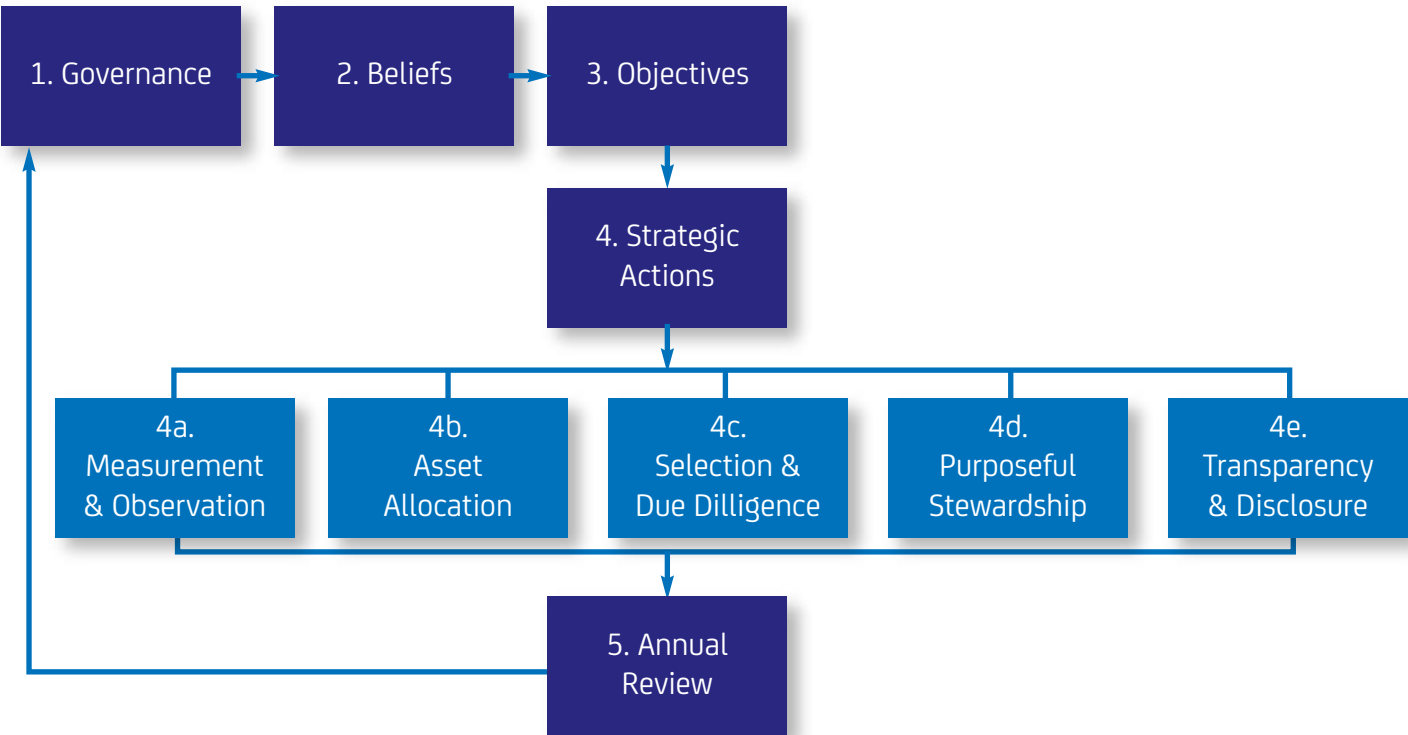 1. Governance
2. Beliefs
3. Objectives
4. Strategic
Actions
4a.
Measurement
& Observation
4b.
Asset
Allocation
4c.
Selection &
Due Dilligence
4d.
Purposeful
Stewardship
4e.
Transparency
& Disclosure
5. Annual
Review